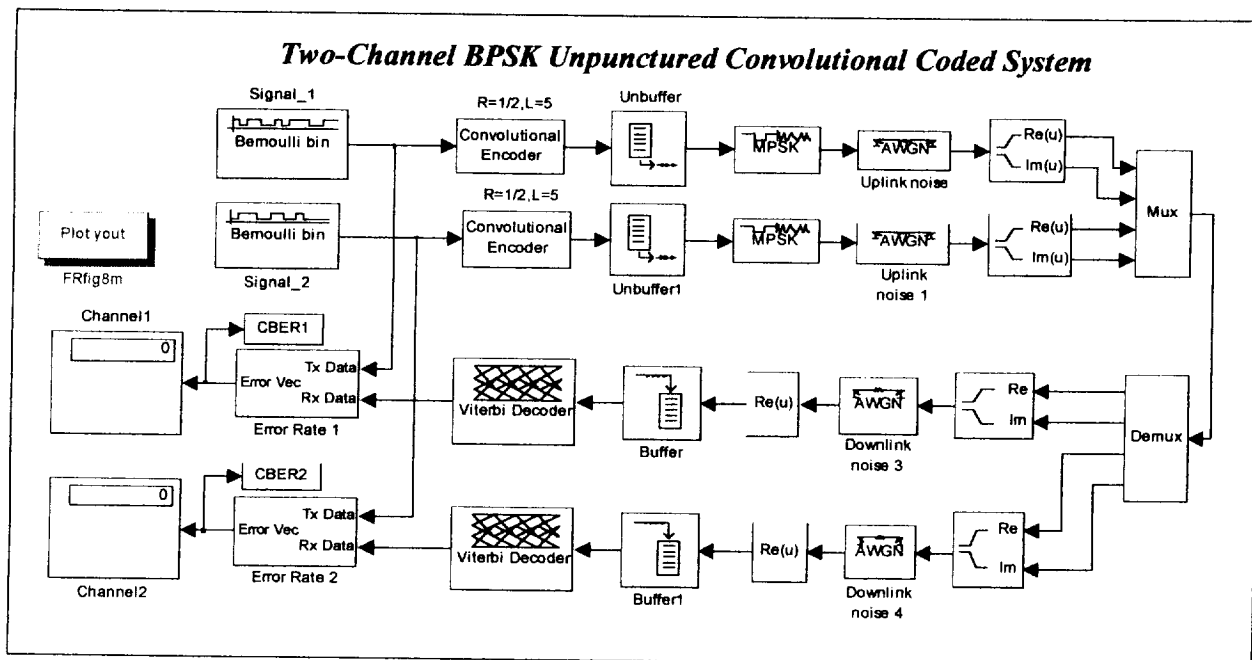 Two-Channel BPSK Unpunctured Convolutional Coded System
Signal_1
Bemoulli bin
R=1/2,L=5
Convolutional
Encoder
Unbuffer
MPSK
AWGN
Uplink noise
Re(u)
Im(u)
Mux
Plot yout
FRfig8m
Bemoulli bin
Signal_2
R=1/2,L=5
Convolutional
Encoder
Unbuffer1
MPSK
AWGN
Uplink
noise 1
Re(u)
Im(u)
Channel1
0
CBER1
Error Vec
Tx Data
Rx Data
Error Rate 1
Viterbi Decoder
Buffer
Re(u)
AWGN
Downlink
noise 3
Re
Im
Demux
Channel2
0
CBER2
Error Vec
Tx Data
Rx Data
Error Rate 2
Viterbi Decoder
Buffer1
Re(u)
AWGN
Downlink
noise 4
Re
Im